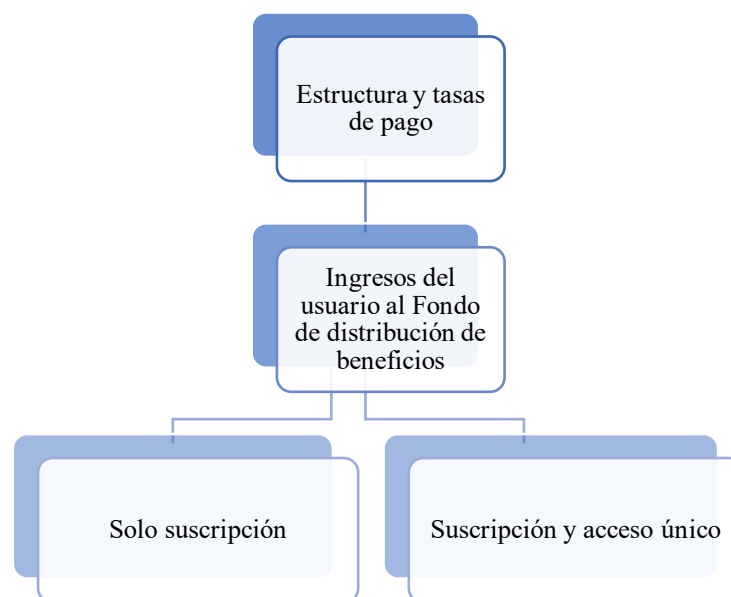 Estructura y tasas
de pago
Ingresos del
usuario al Fondo
de distribución de
beneficios
Solo suscripción
Suscripción y acceso único